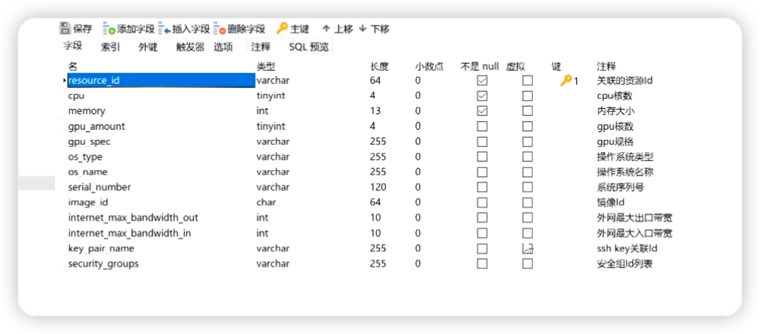 保存 添加字段 插入字段 删除字段 主键 ↑ 上移 ↓ 下移
字段 索引 外键 触发器 选项 注释 SQL 预览
名 类型 长度 小数点 不是 null 虚拟 键 注释
resource_id varchar 64 0 1 关联的资源Id
cpu tinyint 4 0 cpu核数
memory int 13 0 内存大小
gpu_amount tinyint 4 0 gpu核数
gpu_spec varchar 255 0 gpu规格
os_type varchar 255 0 操作系统类型
os_name varchar 255 0 操作系统名称
serial_number varchar 120 0 系统序列号
image_id char 64 0 镜像Id
internet_max_bandwidth_out int 10 0 外网最大出口带宽
internet_max_bandwidth_in int 10 0 外网最大入口带宽
key_pair_name varchar 255 0 ssh key关联Id
security_groups varchar 255 0 安全组Id列表